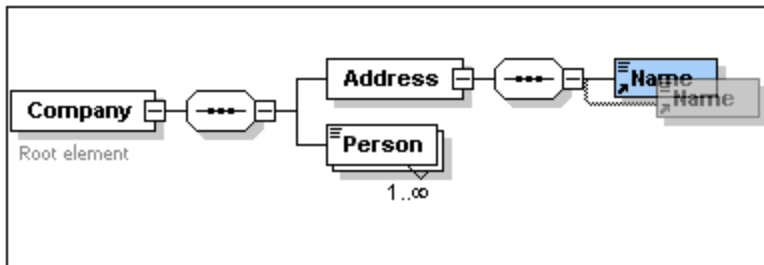 Address
Name
Name
Company
Person
Root element
1..∞